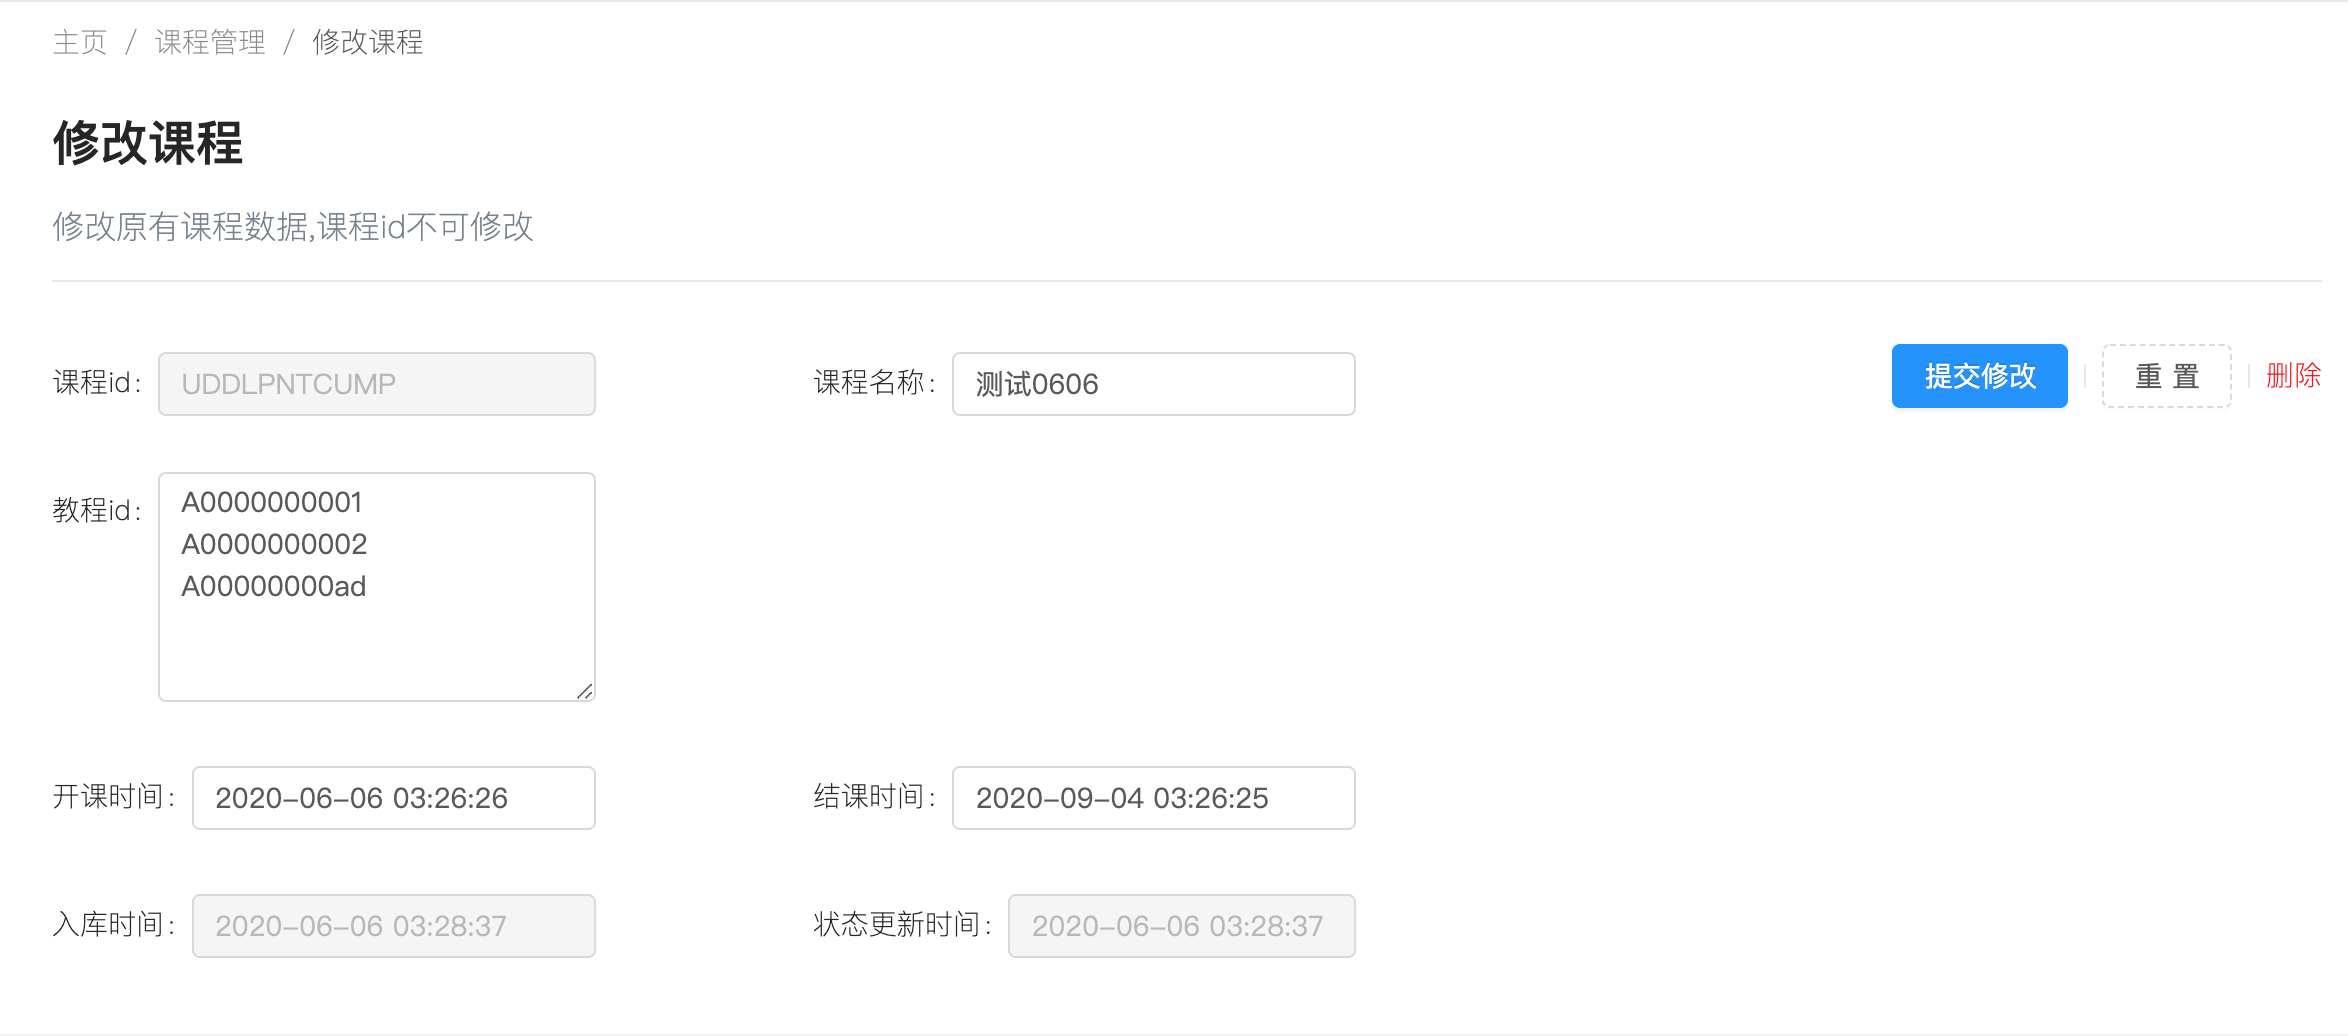 主页 / 课程管理 / 修改课程
修改课程
修改原有课程数据,课程id不可修改
课程id: UDDLPNTCUMP 课程名称: 测试0606 提交修改 重 置 删除
教程id: A0000000001
A0000000002
A00000000ad
开课时间: 2020-06-06 03:26:26 结课时间: 2020-09-04 03:26:25
入库时间: 2020-06-06 03:28:37 状态更新时间: 2020-06-06 03:28:37